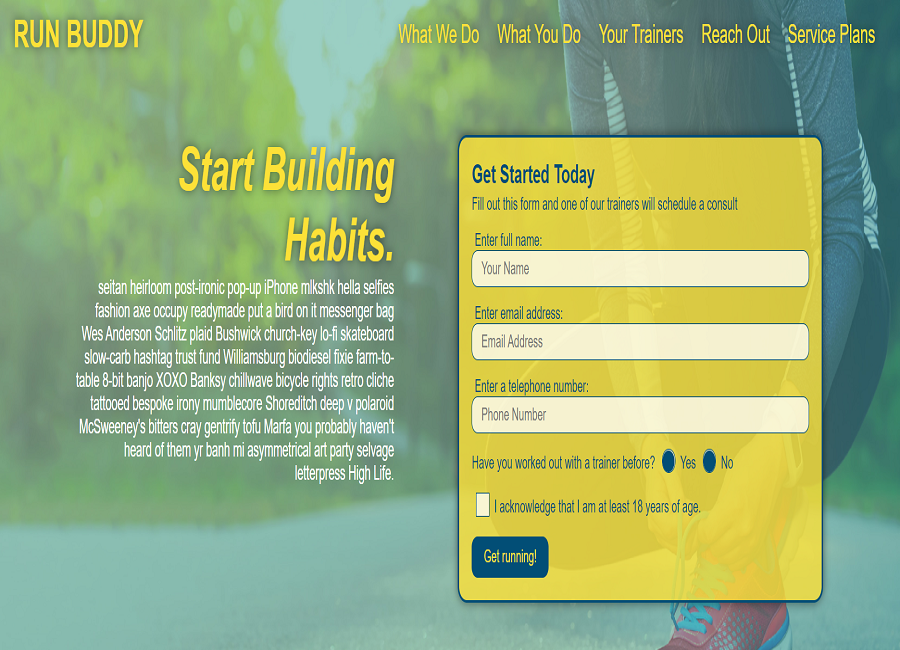 RUN BUDDY
What We Do What You Do Your Trainers Reach Out Service Plans
Start Building
Habits.
seitan heirloom post-ironic pop-up iPhone mlkshk hella selfies
fashion axe occupy readymade put a bird on it messenger bag
Wes Anderson Schlitz plaid Bushwick church-key lo-fi skateboard
slow-carb hashtag trust fund Williamsburg biodiesel fixie farm-to-
table 8-bit banjo XOXO Banksy chillwave bicycle rights retro cliche
tattooed bespoke irony mumblecore Shoreditch deep v polaroid
McSweeney's bitters cray gentrify tofu Marfa you probably haven't
heard of them yr banh mi asymmetrical art party selvage
letterpress High Life.
Get Started Today
Fill out this form and one of our trainers will schedule a consult
Enter full name:
Your Name
Enter email address:
Email Address
Enter a telephone number:
Phone Number
Have you worked out with a trainer before? Yes No
I acknowledge that I am at least 18 years of age.
Get running!